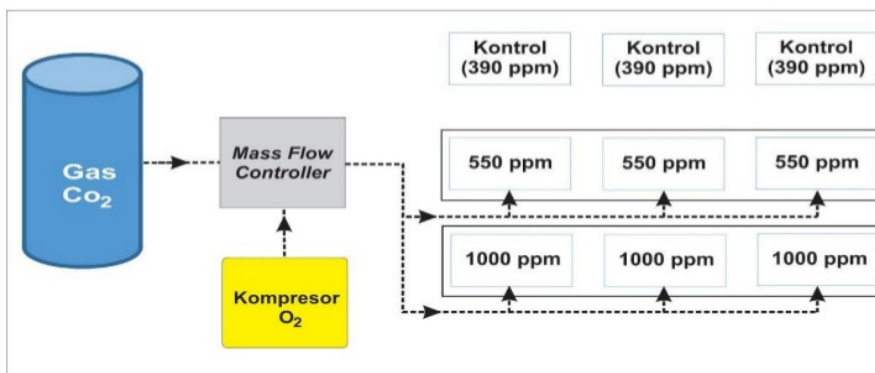 Gas
Co₂
Mass Flow
Controller
Kompresor
O₂
Kontrol
(390 ppm)
Kontrol
(390 ppm)
Kontrol
(390 ppm)
550 ppm
550 ppm
550 ppm
1000 ppm
1000 ppm
1000 ppm